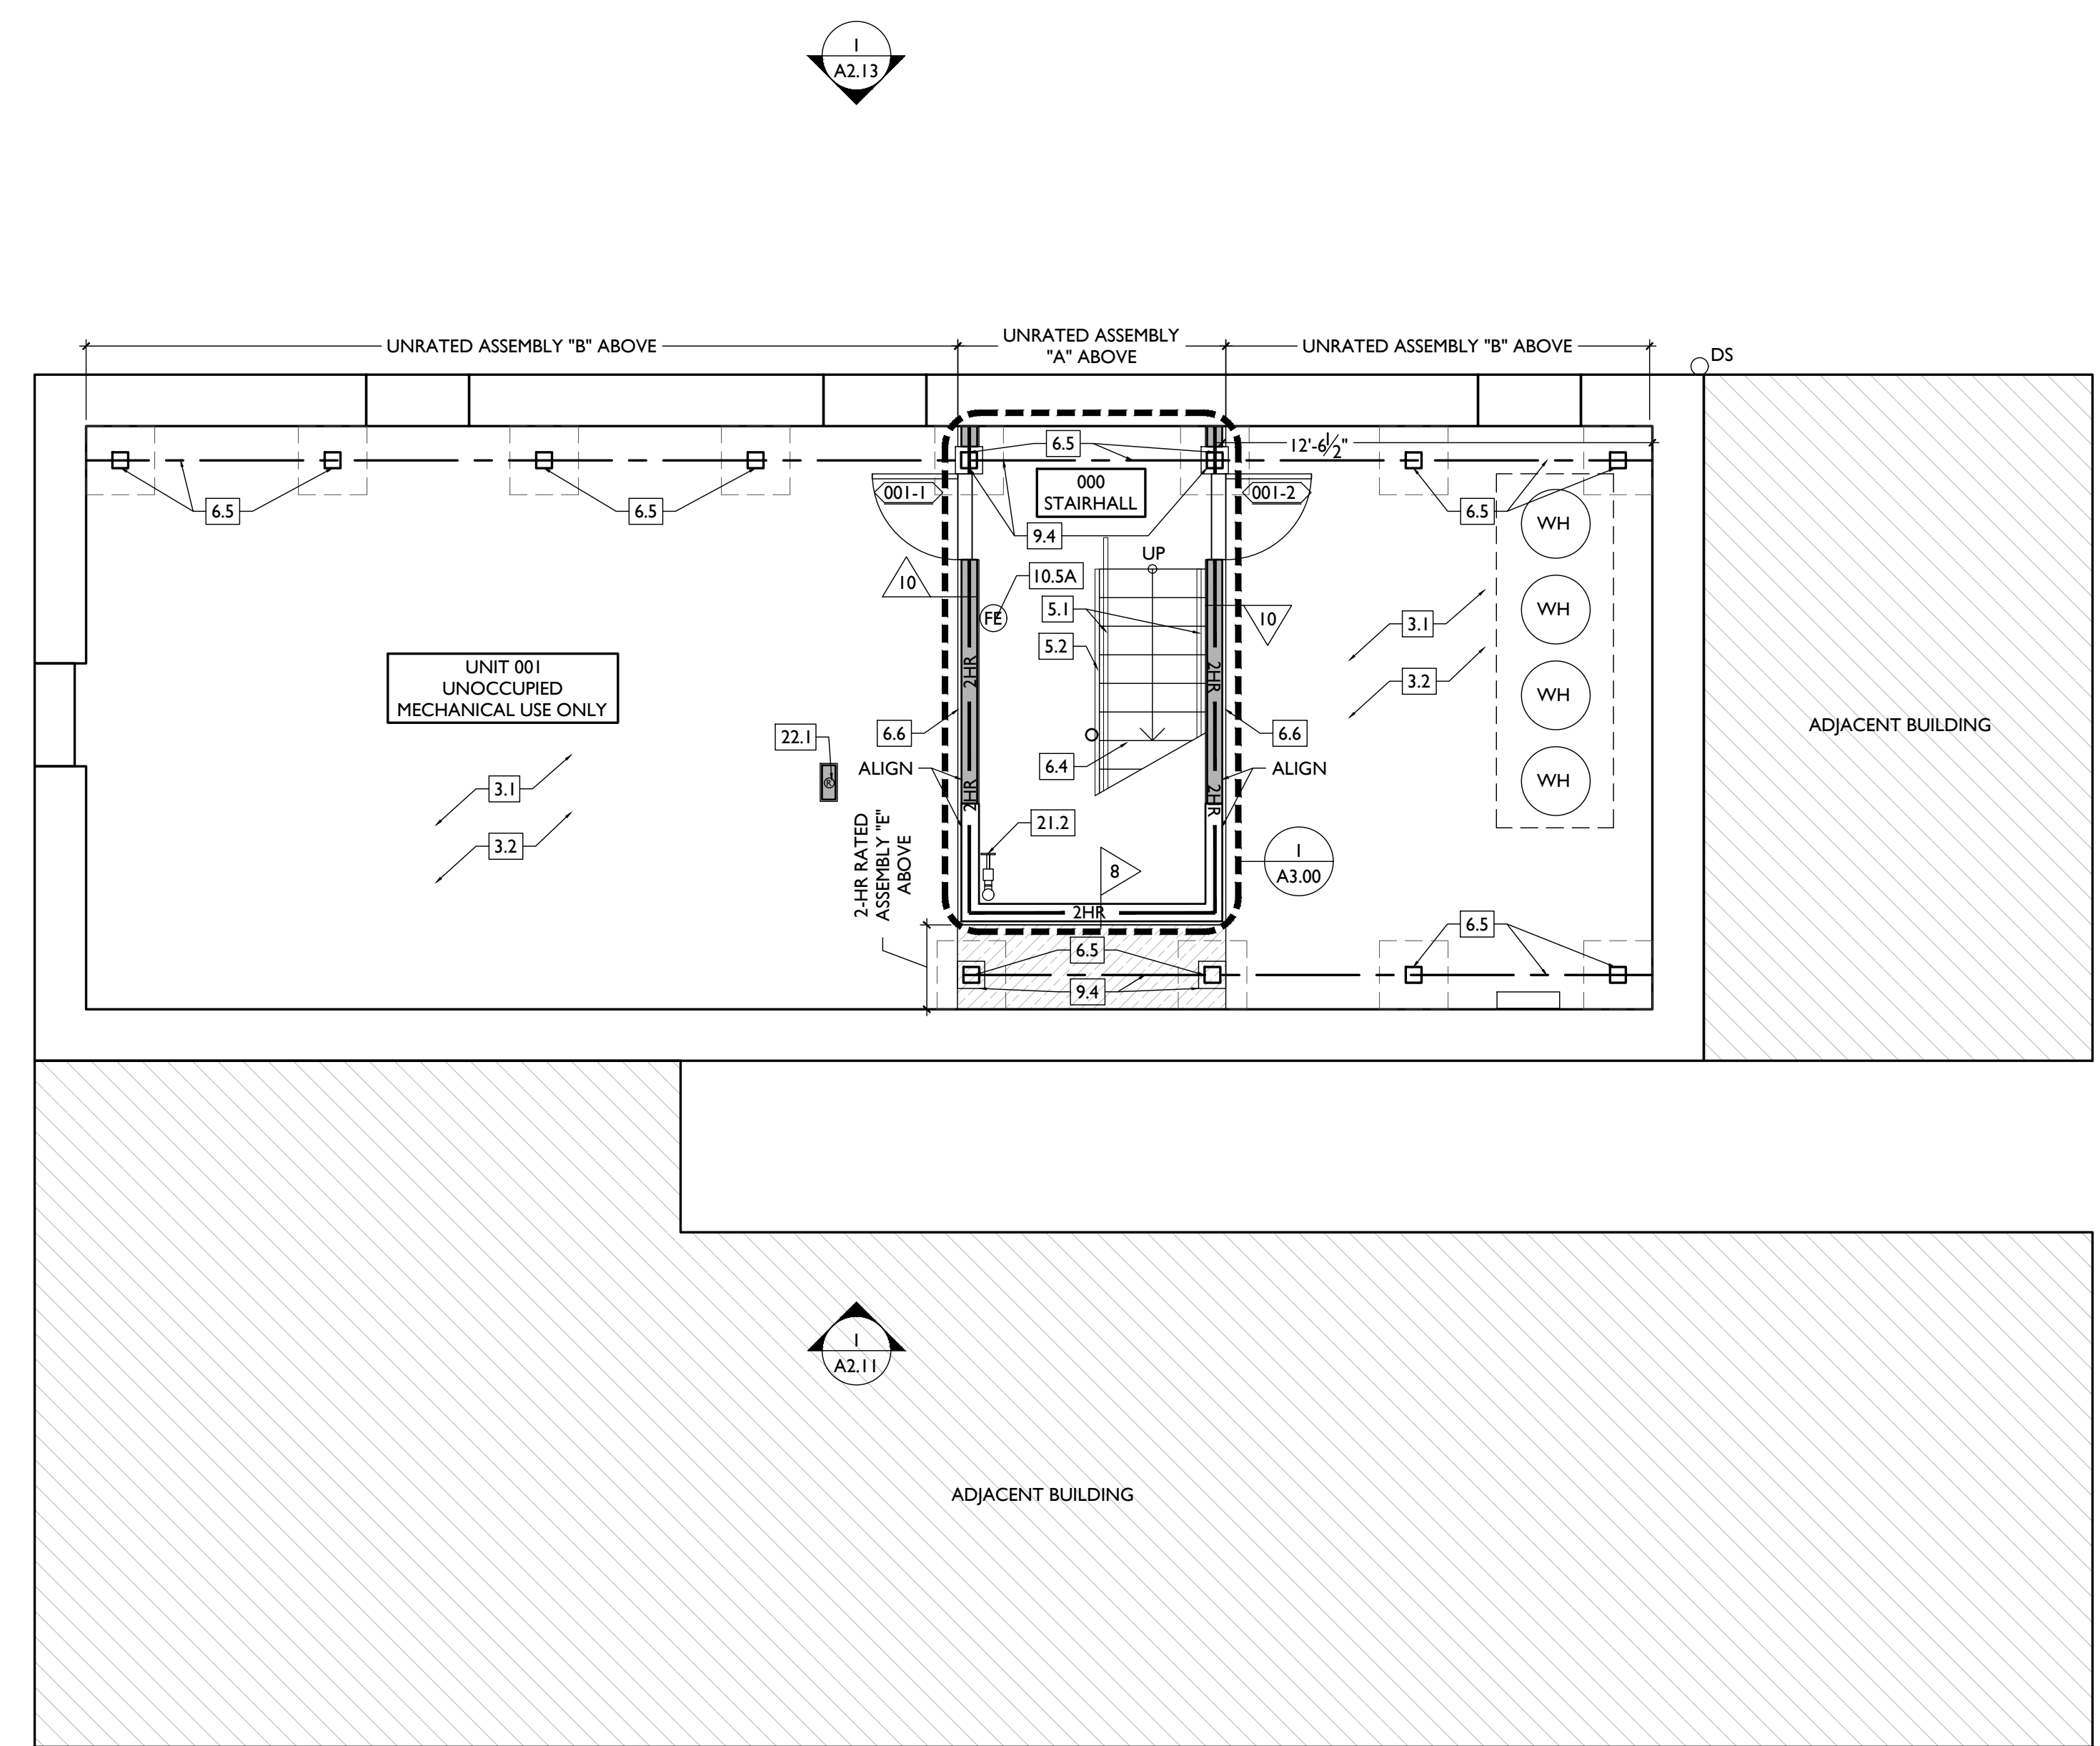 1
A2.13
UNRATED ASSEMBLY "B" ABOVE
UNRATED ASSEMBLY
"A" ABOVE
UNRATED ASSEMBLY "B" ABOVE
DS
6.5
12'-6 1/2"
001-1
000
STAIRHALL
001-2
6.5
6.5
6.5
WH
9.4
UP
10
10.5A
FE
5.1
10
3.1
WH
5.2
2HR
2HR
UNIT 001
UNOCCUPIED
MECHANICAL USE ONLY
3.2
WH
ADJACENT BUILDING
22.1
6.6
6.6
6.4
ALIGN
ALIGN
®
3.1
2HR
2HR
WH
21.2
3.2
2-HR RATED
ASSEMBLY "E"
ABOVE
8
1
A3.00
2HR
6.5
6.5
9.4
1
A2.11
ADJACENT BUILDING